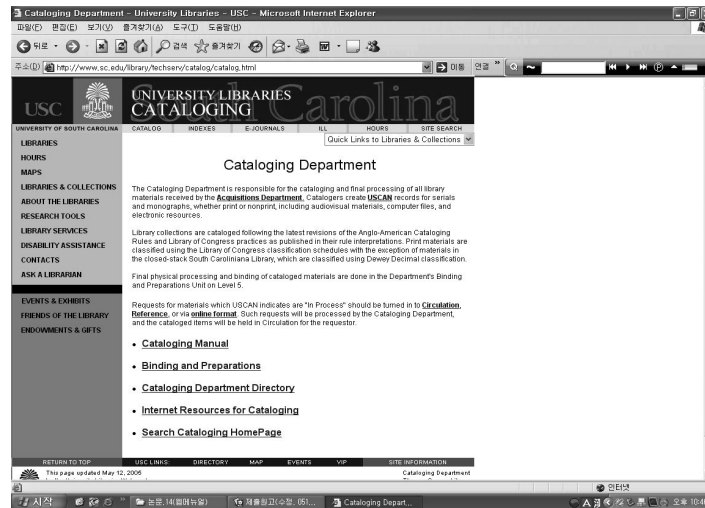 Cataloging Department - University Libraries - USC - Microsoft Internet Explorer
파일(F) 편집(E) 보기(V) 즐겨찾기(A) 도구(T) 도움말(H)
뒤로 검색 즐겨찾기
주소(D) http://www.sc.edu/library/techserv/catalog/catalog.html 이동 연결 »
South Carolina
USC UNIVERSITY LIBRARIES
CATALOGING
UNIVERSITY OF SOUTH CAROLINA CATALOG INDEXES E-JOURNALS ILL HOURS SITE SEARCH
Quick Links to Libraries & Collections
LIBRARIES
HOURS
MAPS
LIBRARIES & COLLECTIONS
ABOUT THE LIBRARIES
RESEARCH TOOLS
LIBRARY SERVICES
DISABILITY ASSISTANCE
CONTACTS
ASK A LIBRARIAN
EVENTS & EXHIBITS
FRIENDS OF THE LIBRARY
ENDOWMENTS & GIFTS
Cataloging Department
The Cataloging Department is responsible for the cataloging and final processing of all library
materials received by the Acquisitions Department. Catalogers create USCAN records for serials
and monographs, whether print or nonprint, including audiovisual materials, computer files, and
electronic resources.
Library collections are cataloged following the latest revisions of the Anglo-American Cataloging
Rules and Library of Congress practices as published in their rule interpretations. Print materials are
classified using the Library of Congress classification schedules with the exception of materials in
the closed-stack South Caroliniana Library, which are classified using Dewey Decimal classification.
Final physical processing and binding of cataloged materials are done in the Department's Binding
and Preparations Unit on Level 5.
Requests for materials which USCAN indicates are "In Process" should be turned in to Circulation,
Reference, or via online format. Such requests will be processed by the Cataloging Department,
and the cataloged items will be held in Circulation for the requestor.
• Cataloging Manual
• Binding and Preparations
• Cataloging Department Directory
• Internet Resources for Cataloging
• Search Cataloging HomePage
RETURN TO TOP USC LINKS: DIRECTORY MAP EVENTS VIP SITE INFORMATION
This page updated May 12, 2005 Cataloging Department
인터넷
시작 Cataloging Depart... 오후 10:4